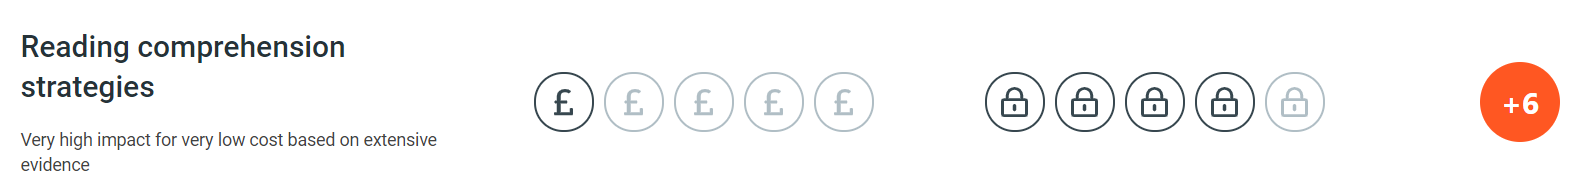 Reading comprehension
strategies
Very high impact for very low cost based on extensive
evidence
£ £ £ £ £
+6